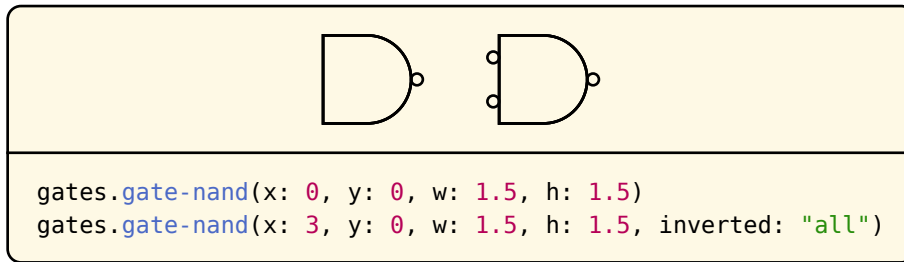 gates.gate-nand(x: 0, y: 0, w: 1.5, h: 1.5)
gates.gate-nand(x: 3, y: 0, w: 1.5, h: 1.5, inverted: "all")